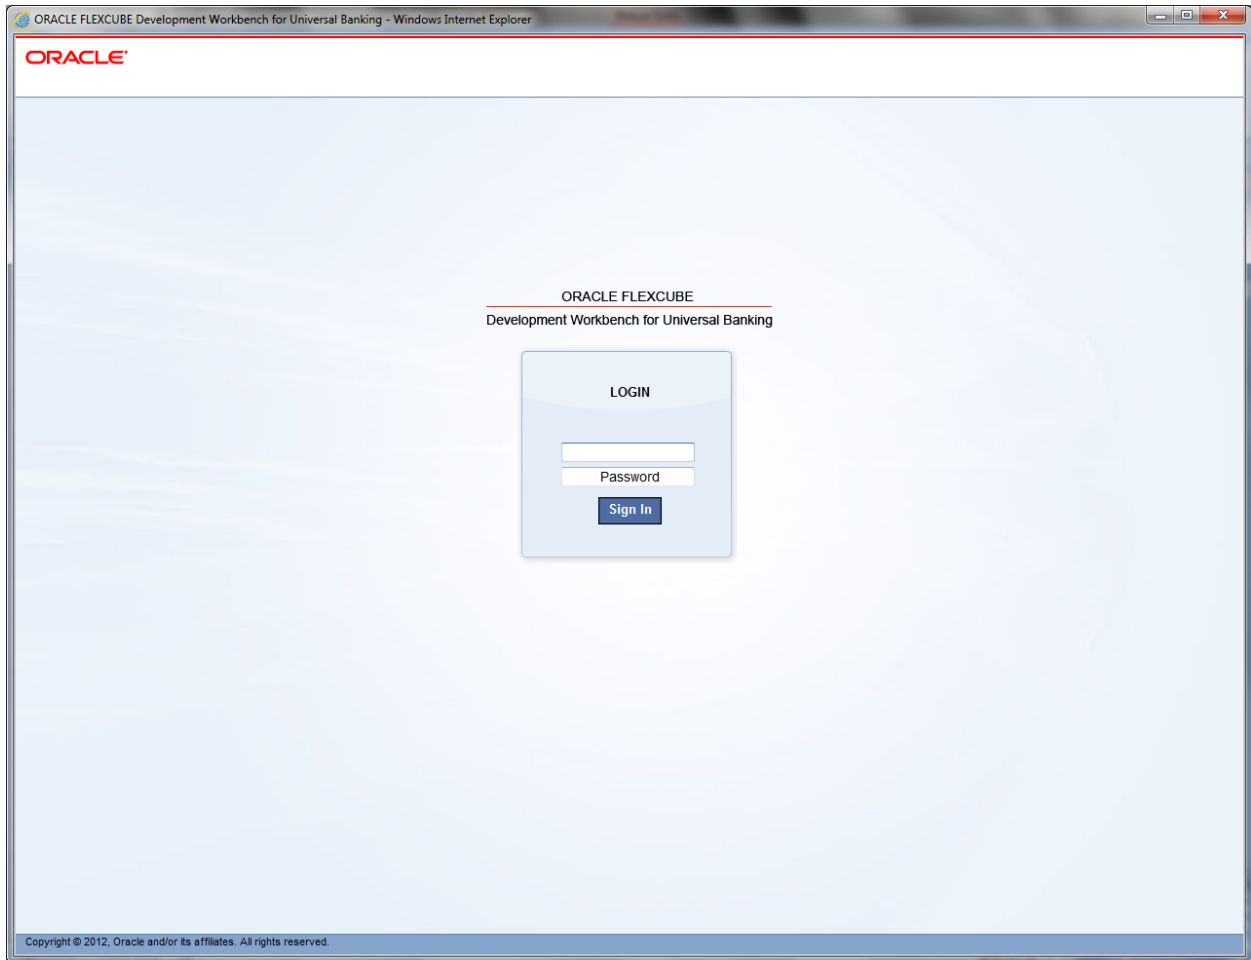 ORACLE FLEXCUBE Development Workbench for Universal Banking - Windows Internet Explorer
ORACLE
ORACLE FLEXCUBE
Development Workbench for Universal Banking
LOGIN
Password
Sign In
Copyright © 2012, Oracle and/or its affiliates. All rights reserved.